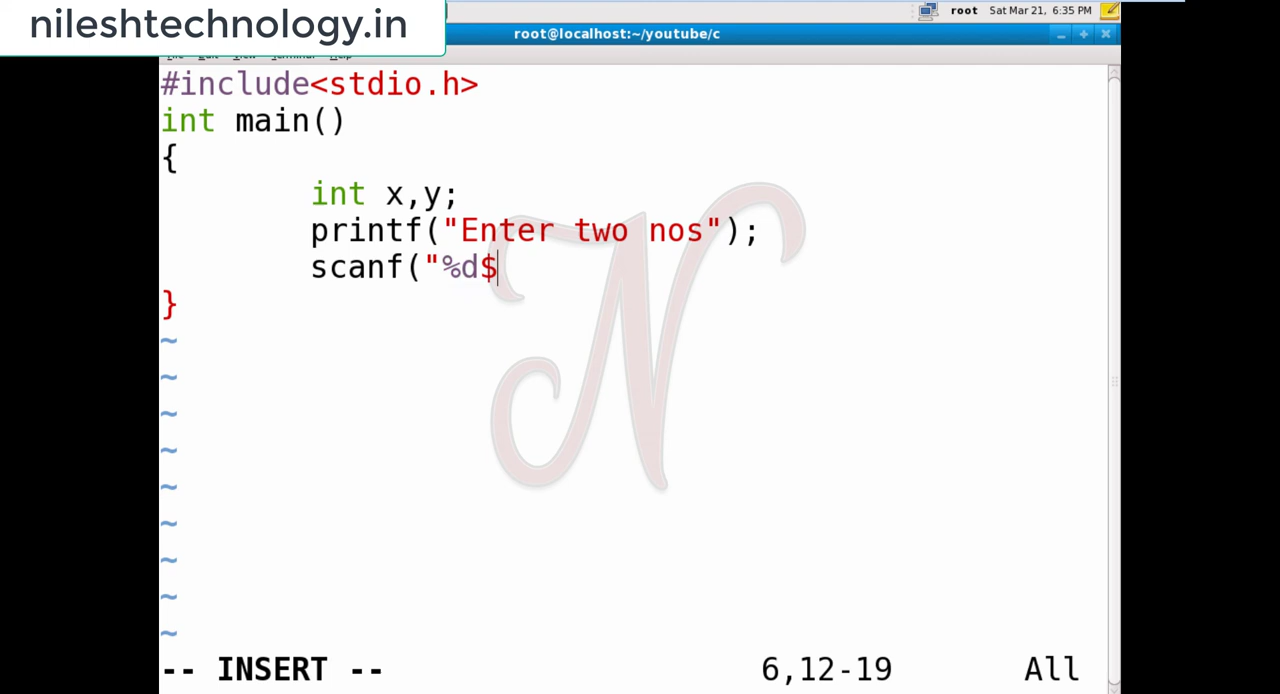 nileshtechnology.in
root Sat Mar 21, 6:35 PM
root@localhost:~/youtube/c
#include<stdio.h>
int main()
{
int x,y;
printf("Enter two nos");
scanf("%d$
}
~
~
~
~
~
~
~
~
~
-- INSERT -- 6,12-19 All